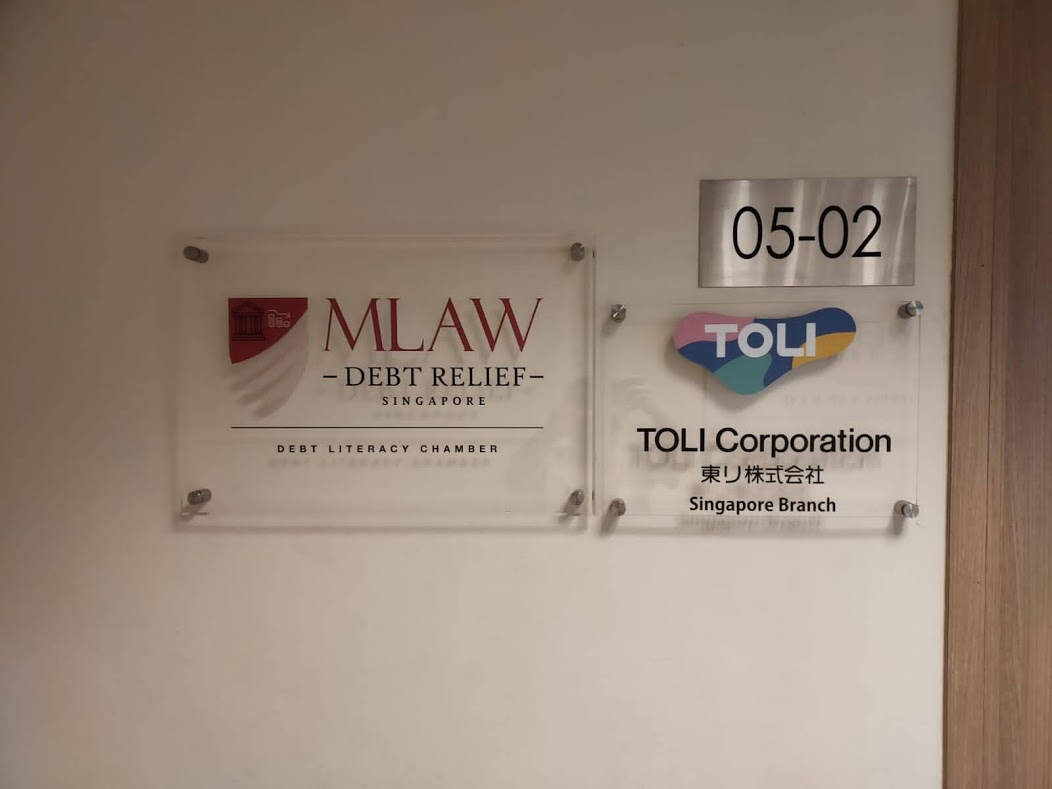 MLAW
DEBT RELIEF
SINGAPORE
DEBT LITERACY CHAMBER
05-02
TOLI
TOLI Corporation
東リ株式会社
Singapore Branch